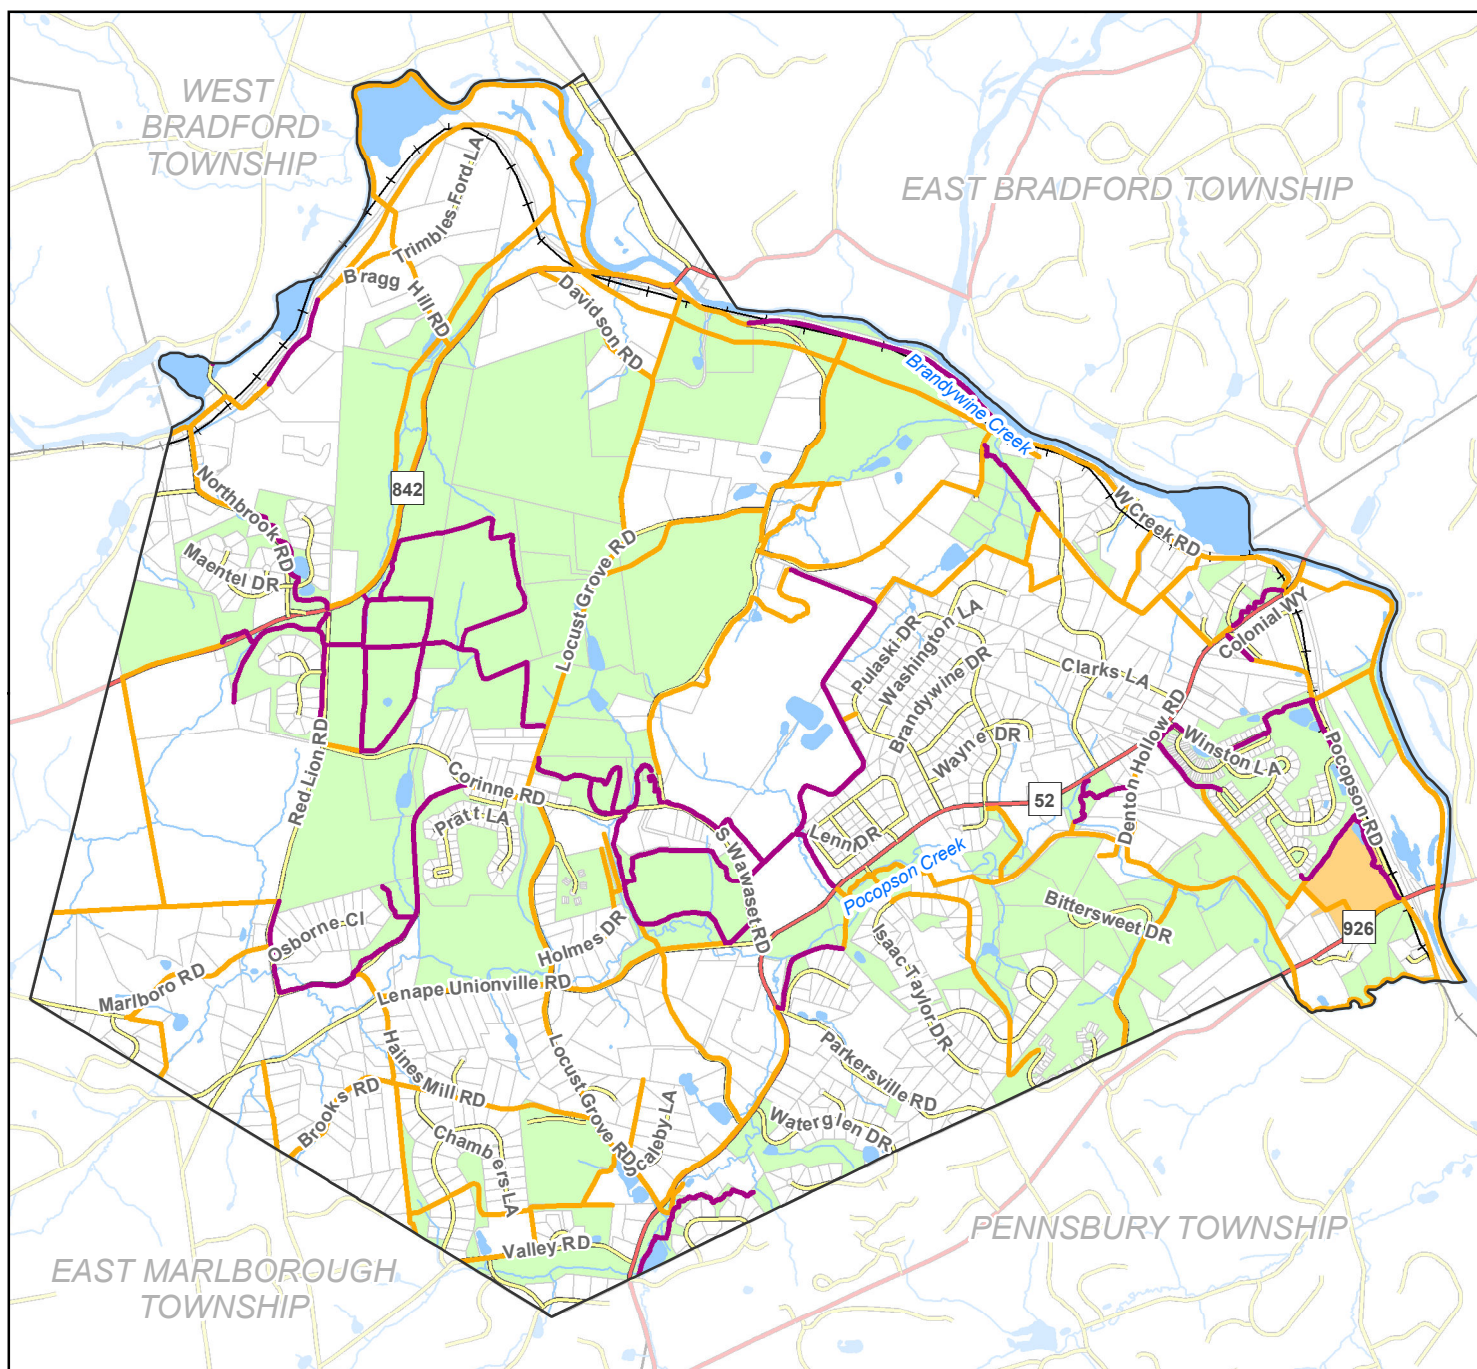 WEST
BRADFORD
TOWNSHIP
EAST BRADFORD TOWNSHIP
Trimbles Ford LA
Bragg Hill RD
Davidson RD
Brandywine Creek
842
Northbrook RD
Maentel DR
W Creek RD
Locust Grove RD
Colonial WY
Pulaski DR
Washington LA
Brandywine DR
Clarks LA
Wayne DR
Denton Hollow RD
Winston LA
Pocopson RD
Red Lion RD
Corinne RD
Pratt LA
52
Lenni DR
S Wawaset RD
Pocopson Creek
Bittersweet DR
926
Osborne CI
Holmes DR
Isaac Taylor DR
Marlboro RD
Lenape Unionville RD
Parkersville RD
Haines Mill RD
Locust Grove RD
Brooks RD
Scaleby LA
Waterglen DR
Chambers LA
Valley RD
PENNSBURY TOWNSHIP
EAST MARLBOROUGH
TOWNSHIP